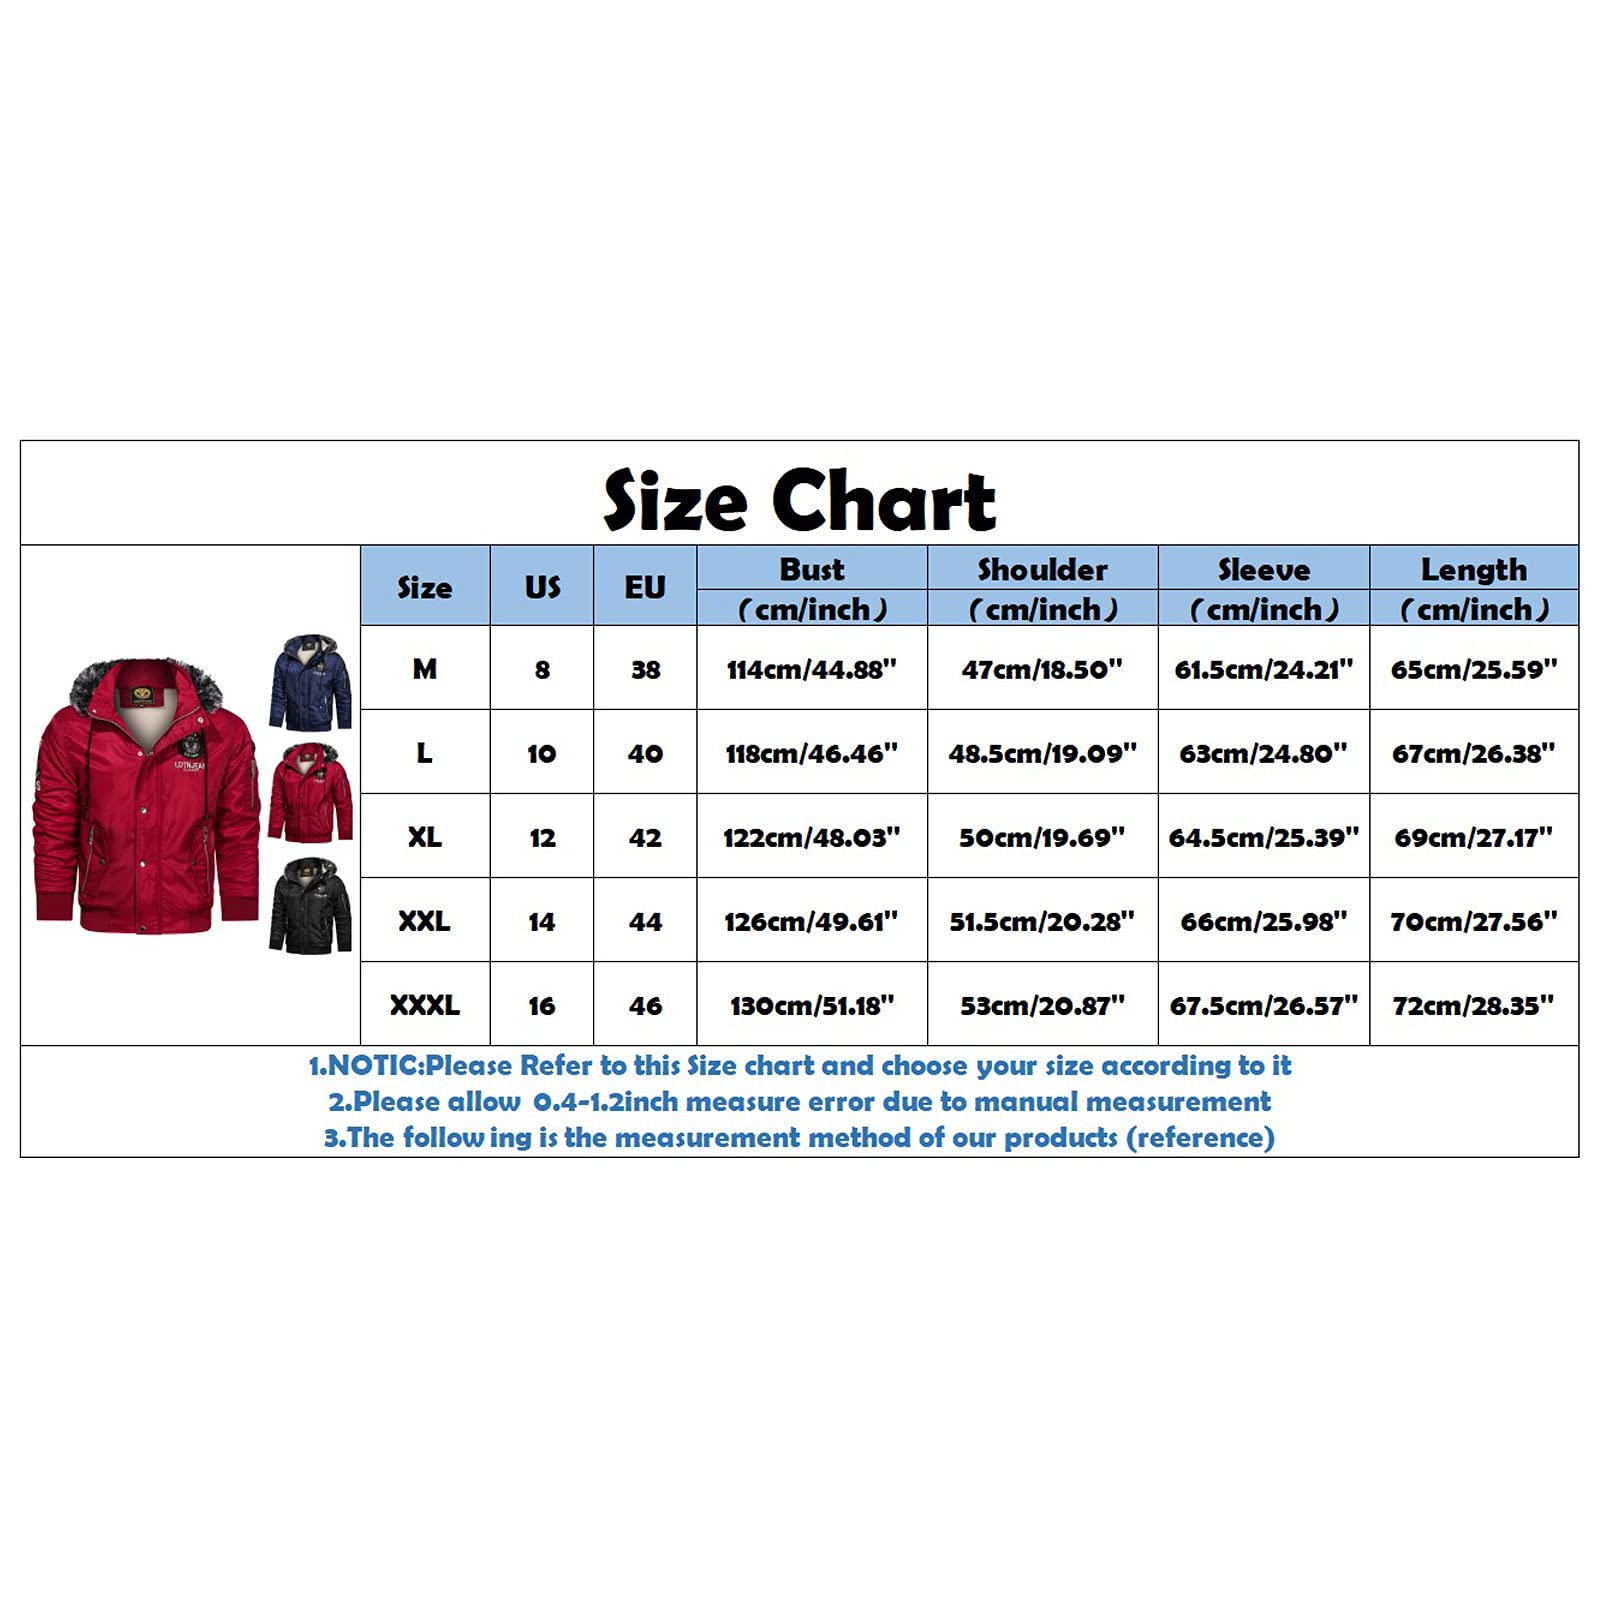 Size Chart
Size US EU Bust Shoulder Sleeve Length
(cm/inch) (cm/inch) (cm/inch) (cm/inch)
M 8 38 114cm/44.88" 47cm/18.50" 61.5cm/24.21" 65cm/25.59"
L 10 40 118cm/46.46" 48.5cm/19.09" 63cm/24.80" 67cm/26.38"
XL 12 42 122cm/48.03" 50cm/19.69" 64.5cm/25.39" 69cm/27.17"
XXL 14 44 126cm/49.61" 51.5cm/20.28" 66cm/25.98" 70cm/27.56"
XXXL 16 46 130cm/51.18" 53cm/20.87" 67.5cm/26.57" 72cm/28.35"
1.NOTIC:Please Refer to this Size chart and choose your size according to it
2.Please allow 0.4-1.2inch measure error due to manual measurement
3.The follow ing is the measurement method of our products (reference)